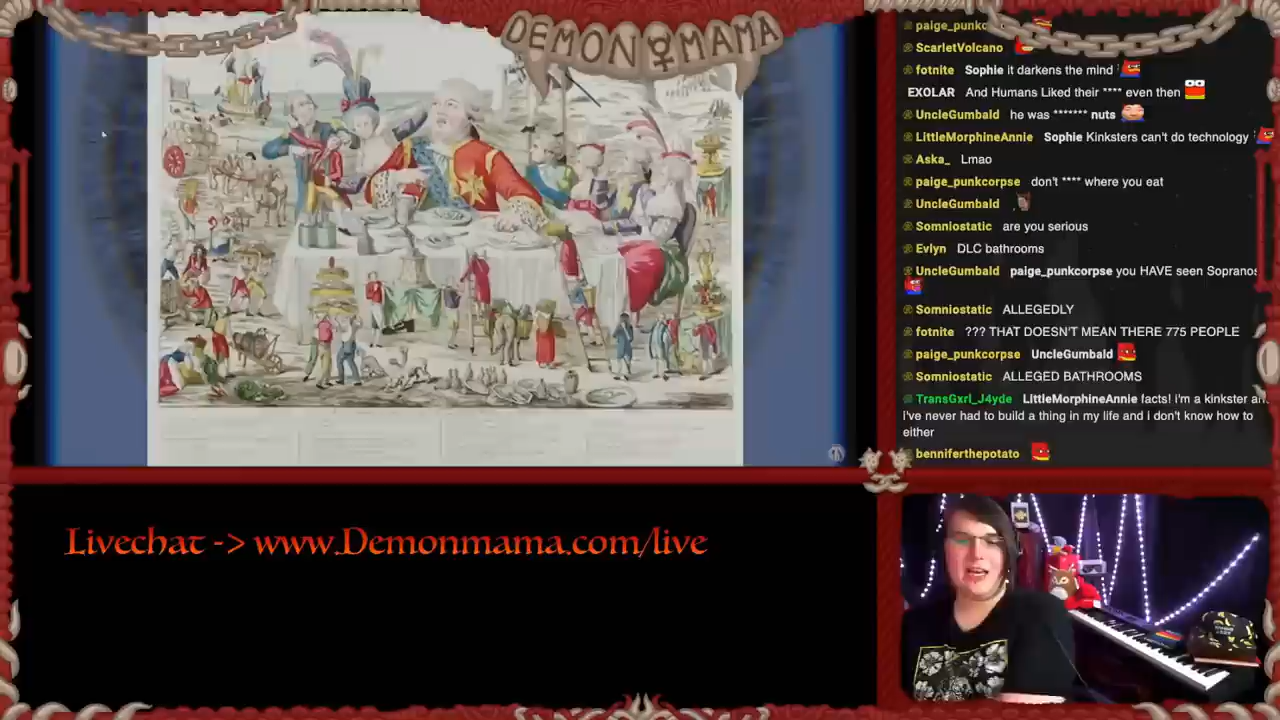 DEMON MAMA
paige_punkc
ScarletVolcano
fotnite Sophie it darkens the mind
EXOLAR And Humans Liked their **** even then
UncleGumbald he was ******* nuts
LittleMorphineAnnie Sophie Kinksters can't do technology
Aska_ Lmao
paige_punkcorpse don't **** where you eat
UncleGumbald
Somniostatic are you serious
Evlyn DLC bathrooms
UncleGumbald paige_punkcorpse you HAVE seen Sopranos
Somniostatic ALLEGEDLY
fotnite ??? THAT DOESN'T MEAN THERE 775 PEOPLE
paige_punkcorpse UncleGumbald
Somniostatic ALLEGED BATHROOMS
TransGxrl_J4yde LittleMorphineAnnie facts! i'm a kinkster an
i've never had to build a thing in my life and i don't know how to
either
benniferthepotato
Livechat -> www.Demonmama.com/live